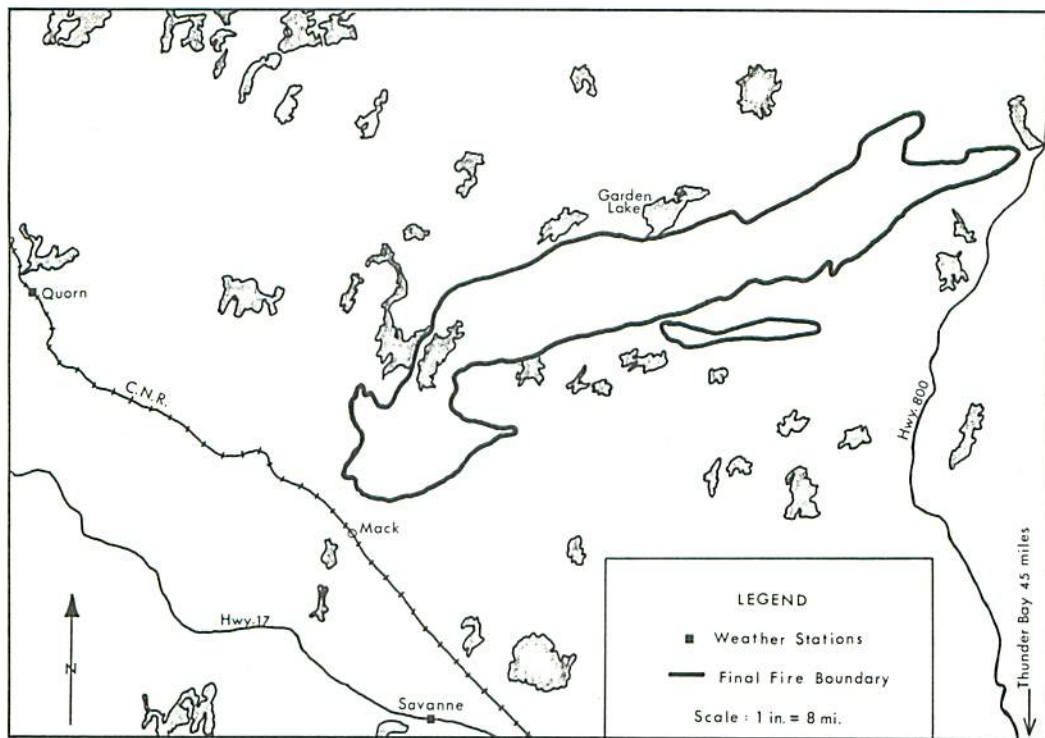 Garden
Lake
Quorn
C.N.R.
Hwy. 800
Mack
Hwy. 17
N
Savanne
LEGEND
Weather Stations
Final Fire Boundary
Scale : 1 in. = 8 mi.
Thunder Bay 45 miles